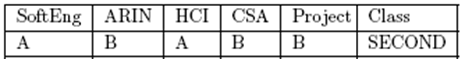 SoftEng ARIN HCI CSA Project Class
A B A B B SECOND